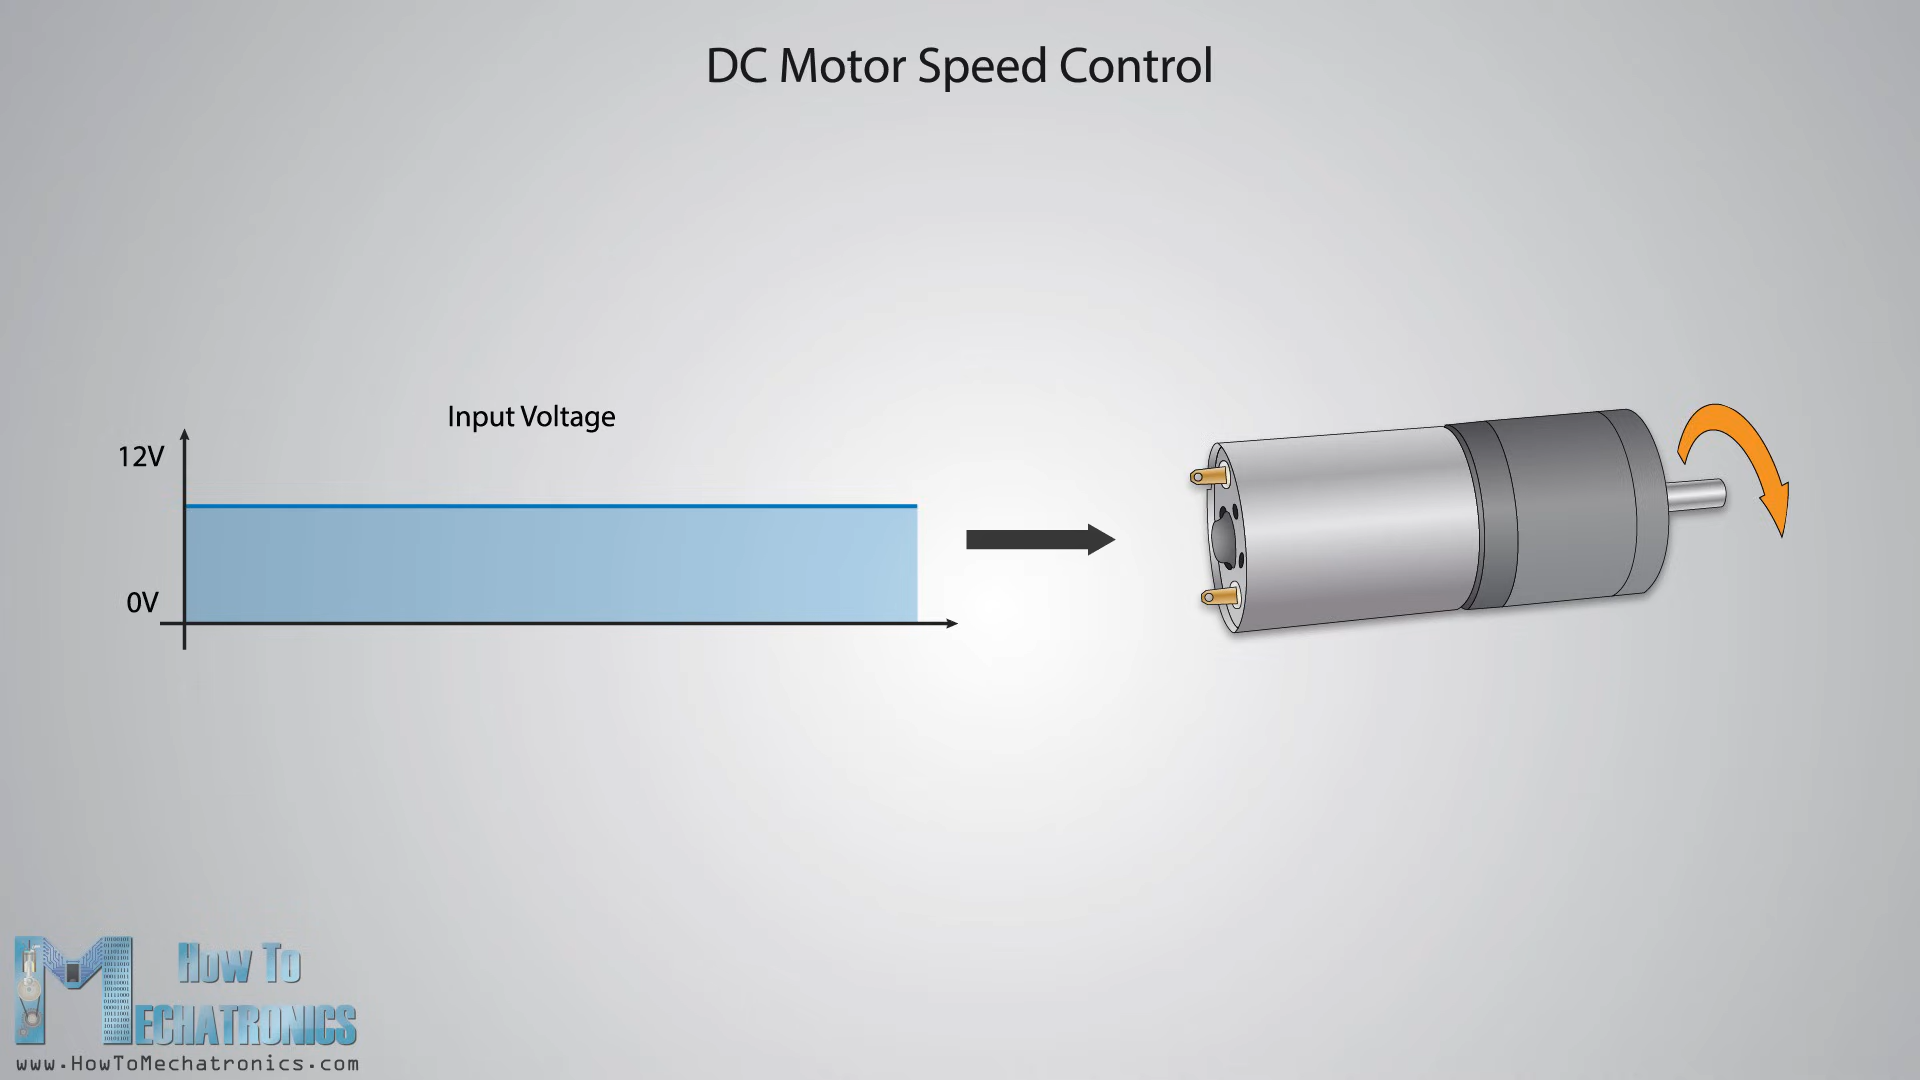 DC Motor Speed Control
Input Voltage
12V
0V
How To
MECHATRONICS
www.HowToMechatronics.com